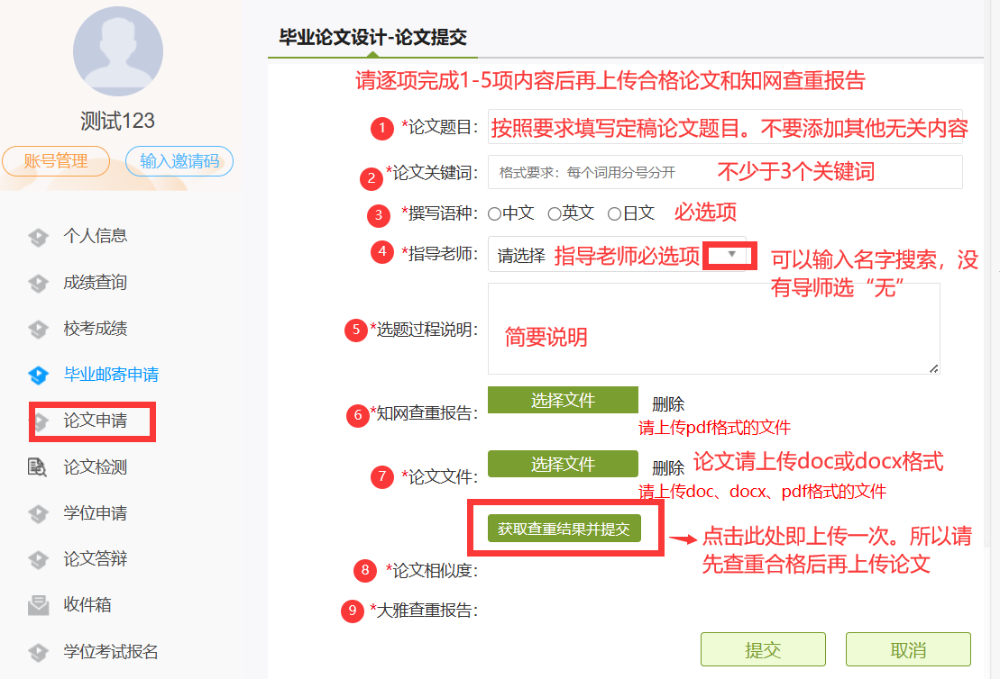 测试123
账号管理
输入邀请码
个人信息
成绩查询
校考成绩
毕业邮寄申请
论文申请
论文检测
学位申请
论文答辩
收件箱
学位考试报名
毕业论文设计-论文提交
请逐项完成1-5项内容后再上传合格论文和知网查重报告
1 *论文题目: 按照要求填写定稿论文题目。不要添加其他无关内容
2 *论文关键词: 格式要求：每个词用分号分开 不少于3个关键词
3 *撰写语种: 中文 英文 日文 必选项
4 *指导老师: 请选择 指导老师必选项 ▼ 可以输入名字搜索，没
有导师选“无”
5 *选题过程说明: 简要说明
6 *知网查重报告: 选择文件 删除
请上传pdf格式的文件
7 *论文文件: 选择文件 删除 论文请上传doc或docx格式
请上传doc、docx、pdf格式的文件
获取查重结果并提交 点击此处即上传一次。所以请
先查重合格后再上传论文
8 *论文相似度:
9 *大雅查重报告:
提交 取消